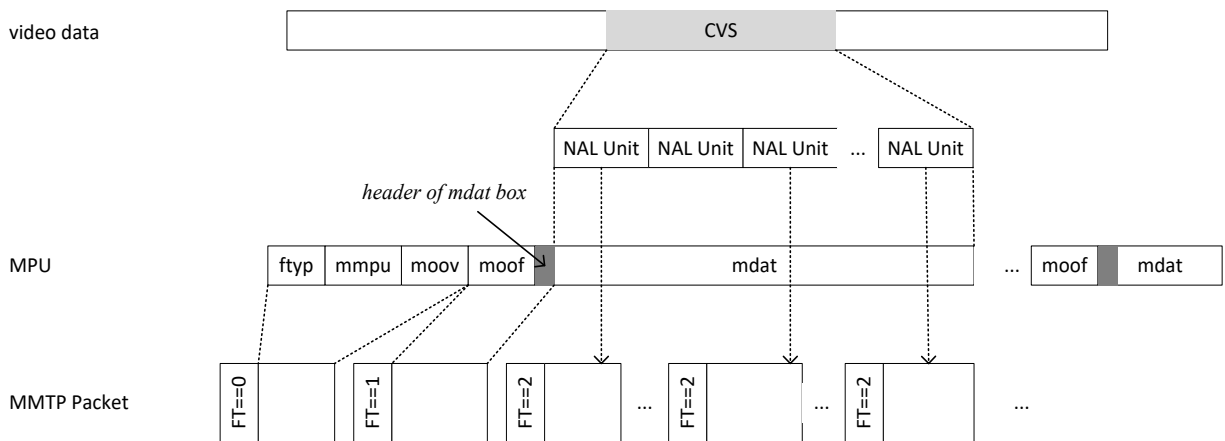 video data CVS
NAL Unit NAL Unit NAL Unit ... NAL Unit
header of mdat box
MPU ftyp mmpu moov moof mdat ... moof mdat
MMTP Packet FT==0 FT==1 FT==2 ... FT==2 ... FT==2 ...